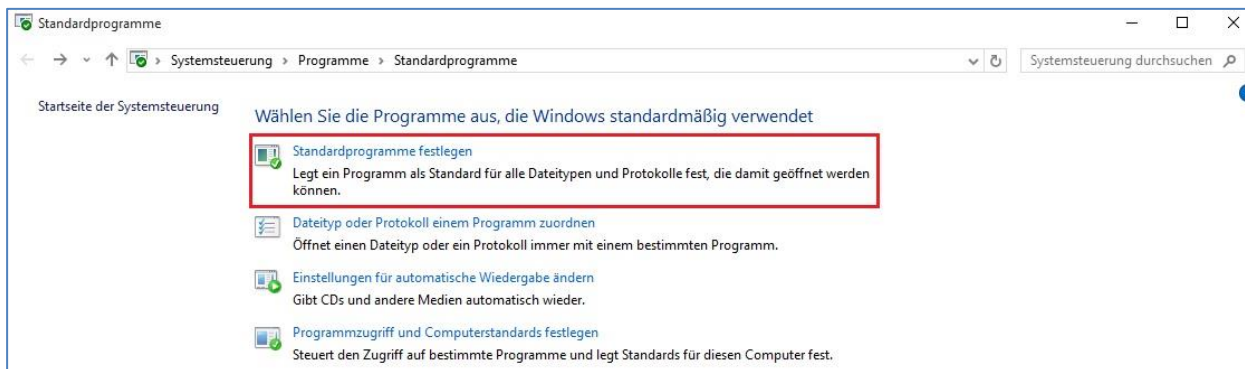 Standardprogramme
Systemsteuerung › Programme › Standardprogramme
Systemsteuerung durchsuchen
Startseite der Systemsteuerung
Wählen Sie die Programme aus, die Windows standardmäßig verwendet
Standardprogramme festlegen
Legt ein Programm als Standard für alle Dateitypen und Protokolle fest, die damit geöffnet werden
können.
Dateityp oder Protokoll einem Programm zuordnen
Öffnet einen Dateityp oder ein Protokoll immer mit einem bestimmten Programm.
Einstellungen für automatische Wiedergabe ändern
Gibt CDs und andere Medien automatisch wieder.
Programmzugriff und Computerstandards festlegen
Steuert den Zugriff auf bestimmte Programme und legt Standards für diesen Computer fest.